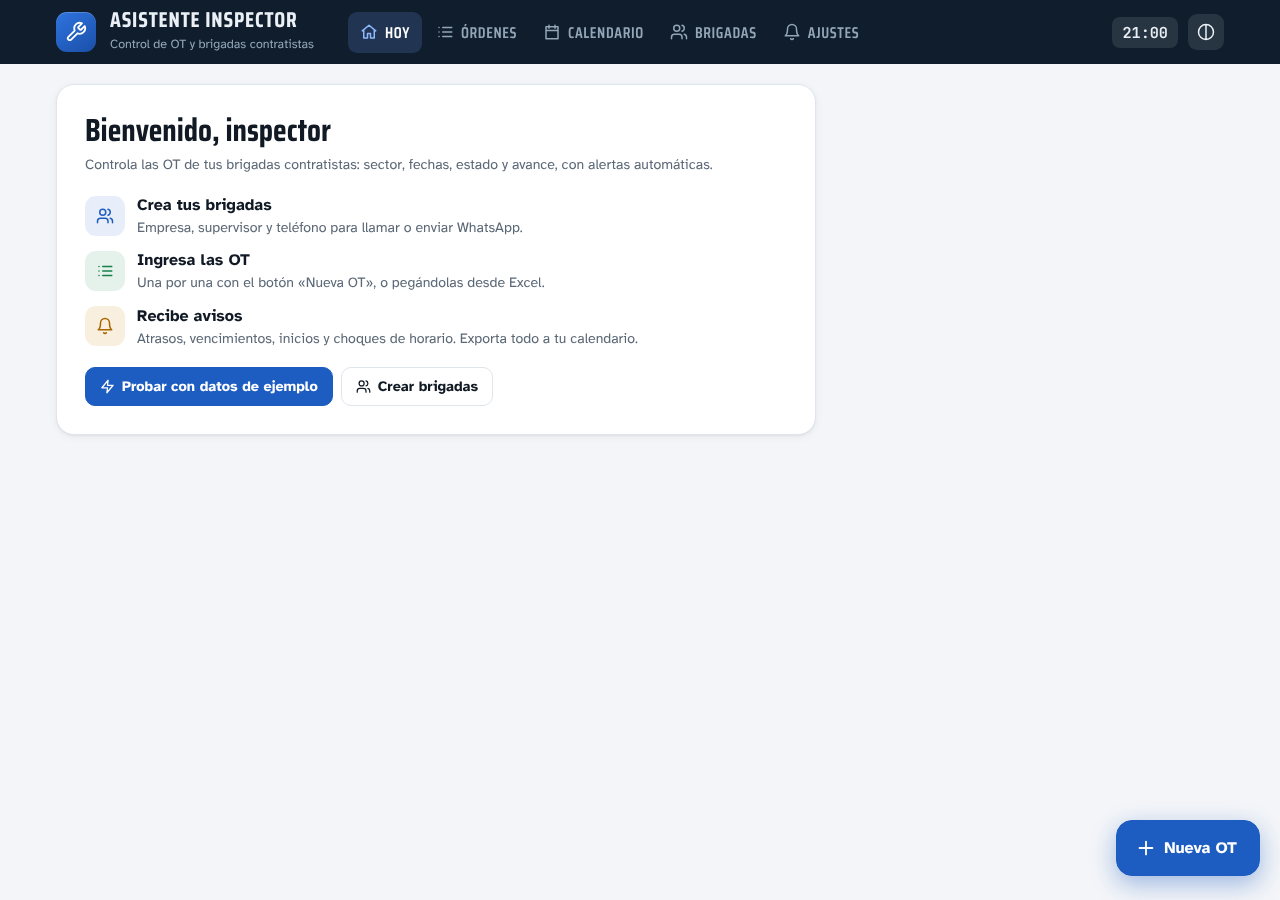 ASISTENTE INSPECTOR
Control de OT y brigadas contratistas
HOY
ÓRDENES
CALENDARIO
BRIGADAS
AJUSTES
21:00
Bienvenido, inspector
Controla las OT de tus brigadas contratistas: sector, fechas, estado y avance, con alertas automáticas.
Crea tus brigadas
Empresa, supervisor y teléfono para llamar o enviar WhatsApp.
Ingresa las OT
Una por una con el botón «Nueva OT», o pegándolas desde Excel.
Recibe avisos
Atrasos, vencimientos, inicios y choques de horario. Exporta todo a tu calendario.
Probar con datos de ejemplo
Crear brigadas
Nueva OT